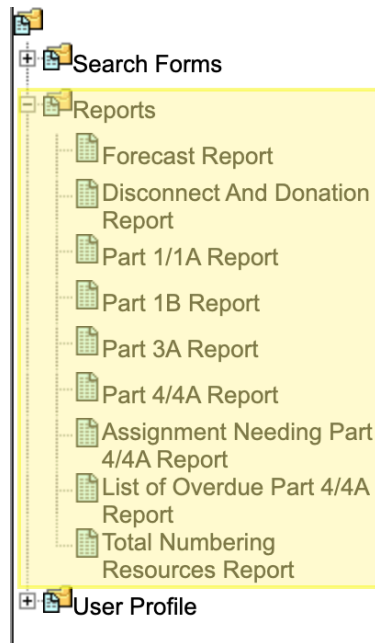 Search Forms
Reports
Forecast Report
Disconnect And Donation
Report
Part 1/1A Report
Part 1B Report
Part 3A Report
Part 4/4A Report
Assignment Needing Part
4/4A Report
List of Overdue Part 4/4A
Report
Total Numbering
Resources Report
User Profile